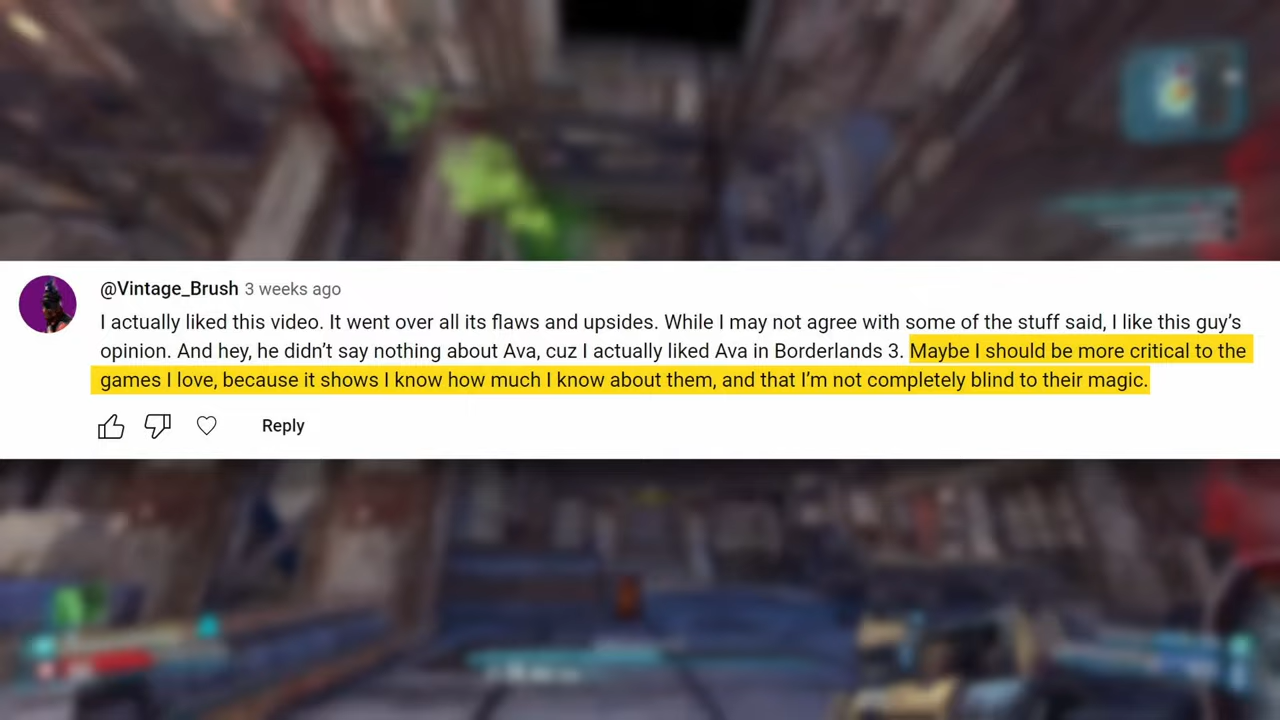 @Vintage_Brush 3 weeks ago
I actually liked this video. It went over all its flaws and upsides. While I may not agree with some of the stuff said, I like this guy’s
opinion. And hey, he didn’t say nothing about Ava, cuz I actually liked Ava in Borderlands 3. Maybe I should be more critical to the
games I love, because it shows I know how much I know about them, and that I’m not completely blind to their magic.
Reply